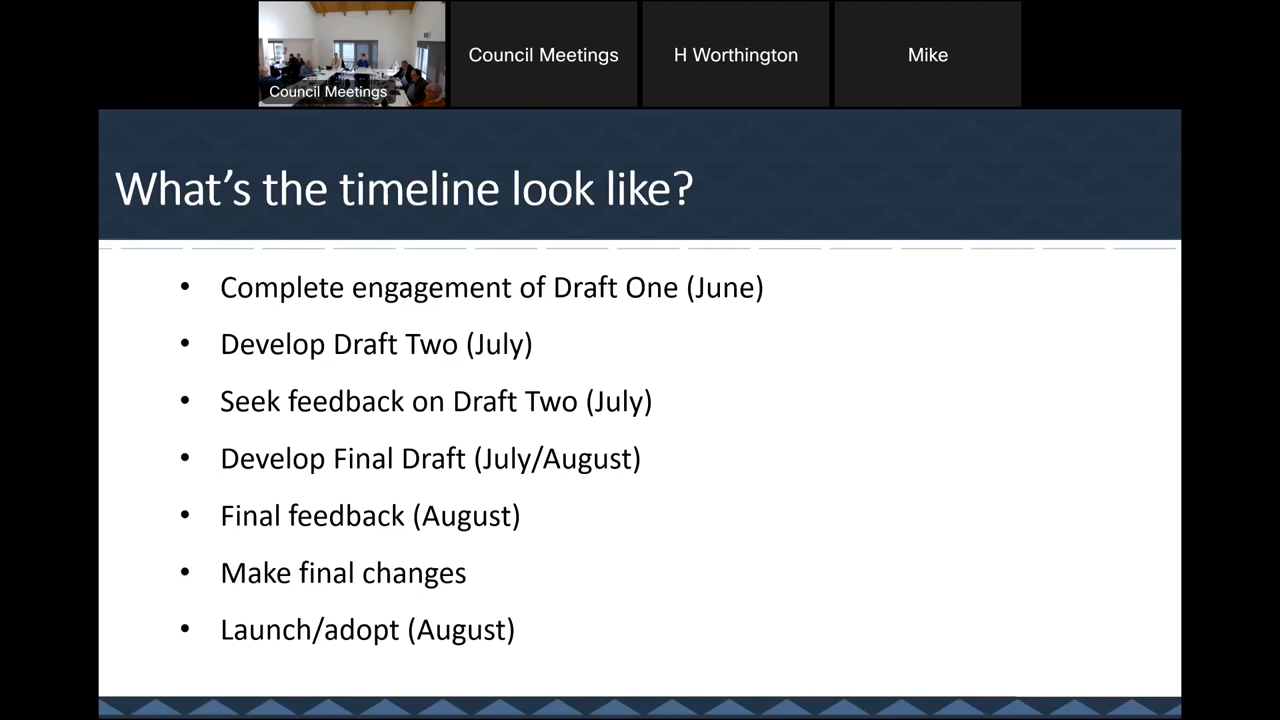 Council Meetings
Council Meetings
H Worthington
Mike
What's the timeline look like?
• Complete engagement of Draft One (June)
• Develop Draft Two (July)
• Seek feedback on Draft Two (July)
• Develop Final Draft (July/August)
• Final feedback (August)
• Make final changes
• Launch/adopt (August)